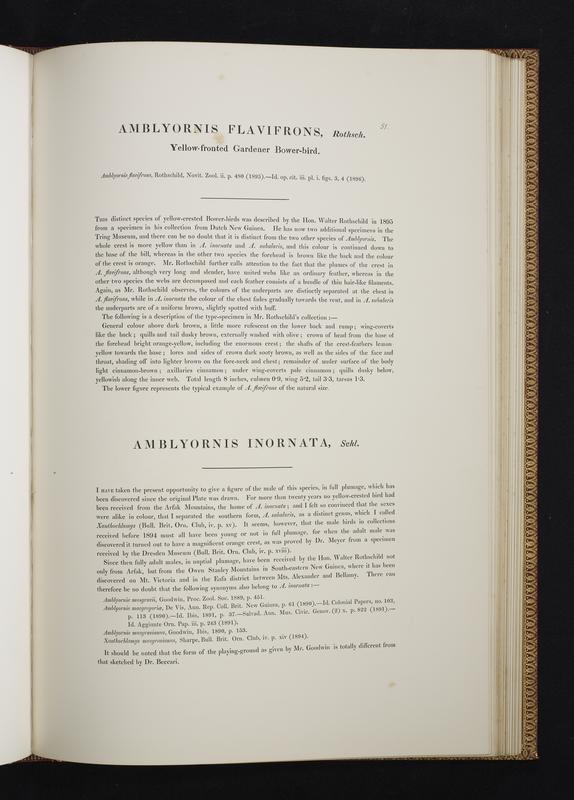 51.
AMBLYORNIS FLAVIFRONS, Rothsch.
Yellow-fronted Gardener Bower-bird.
Amblyornis flavifrons, Rothschild, Novit. Zool. ii. p. 480 (1895).—Id. op. cit. iii. pl. i. figs. 3, 4 (1896).
This distinct species of yellow-crested Bower-birds was described by the Hon. Walter Rothschild in 1895
from a specimen in his collection from Dutch New Guinea. He has now two additional specimens in the
Tring Museum, and there can be no doubt that it is distinct from the two other species of Amblyornis. The
whole crest is more yellow than in A. inornata and A. subalaris, and this colour is continued down to
the base of the bill, whereas in the other two species the forehead is brown like the back and the colour
of the crest is orange. Mr. Rothschild further calls attention to the fact that the plumes of the crest in
A. flavifrons, although very long and slender, have united webs like an ordinary feather, whereas in the
other two species the webs are decomposed and each feather consists of a bundle of thin hair-like filaments.
Again, as Mr. Rothschild observes, the colours of the underparts are distinctly separated at the chest in
A. flavifrons, while in A. inornata the colour of the chest fades gradually towards the vent, and in A. subalaris
the underparts are of a uniform brown, slightly spotted with buff.
The following is a description of the type-specimen in Mr. Rothschild's collection:—
General colour above dark brown, a little more rufescent on the lower back and rump; wing-coverts
like the back; quills and tail dusky brown, externally washed with olive; crown of head from the base of
the forehead bright orange-yellow, including the enormous crest; the shafts of the crest-feathers lemon
yellow towards the base; lores and sides of crown dark sooty brown, as well as the sides of the face and
throat, shading off into lighter brown on the fore-neck and chest; remainder of under surface of the body
light cinnamon-brown; axillaries cinnamon; under wing-coverts pale cinnamon; quills dusky below,
yellowish along the inner web. Total length 8 inches, culmen 0·9, wing 5·2, tail 3·3, tarsus 1·3.
The lower figure represents the typical example of A. flavifrons of the natural size.
AMBLYORNIS INORNATA, Schl.
I have taken the present opportunity to give a figure of the male of this species, in full plumage, which has
been discovered since the original Plate was drawn. For more than twenty years no yellow-crested bird had
been received from the Arfak Mountains, the home of A. inornata; and I felt so convinced that the sexes
were alike in colour, that I separated the southern form, A. subalaris, as a distinct genus, which I called
Xanthochlamys (Bull. Brit. Orn. Club, iv. p. xv). It seems, however, that the male birds in collections
received before 1894 must all have been young or not in full plumage, for when the adult male was
discovered it turned out to have a magnificent orange crest, as was proved by Dr. Meyer from a specimen
received by the Dresden Museum (Bull. Brit. Orn. Club, iv. p. xviii).
Since then fully adult males, in nuptial plumage, have been received by the Hon. Walter Rothschild not
only from Arfak, but from the Owen Stanley Mountains in South-eastern New Guinea, where it has been
discovered on Mt. Victoria and in the Eafa district between Mts. Alexander and Bellamy. There can
therefore be no doubt that the following synonyms also belong to A. inornata:—
Amblyornis musgravii, Goodwin, Proc. Zool. Soc. 1889, p. 451.
Amblyornis macgregoriæ, De Vis, Ann. Rep. Coll. Brit. New Guinea, p. 61 (1890).—Id. Colonial Papers, no. 103,
p. 113 (1890).—Id. Ibis, 1891, p. 37.—Salvad. Ann. Mus. Civic. Genov. (2) x. p. 822 (1891).—
Id. Aggiunte Orn. Pap. iii. p. 243 (1891).
Amblyornis musgravianus, Goodwin, Ibis, 1890, p. 153.
Xanthochlamys musgravianus, Sharpe, Bull. Brit. Orn. Club, iv. p. xiv (1894).
It should be noted that the form of the playing-ground as given by Mr. Goodwin is totally different from
that sketched by Dr. Beccari.